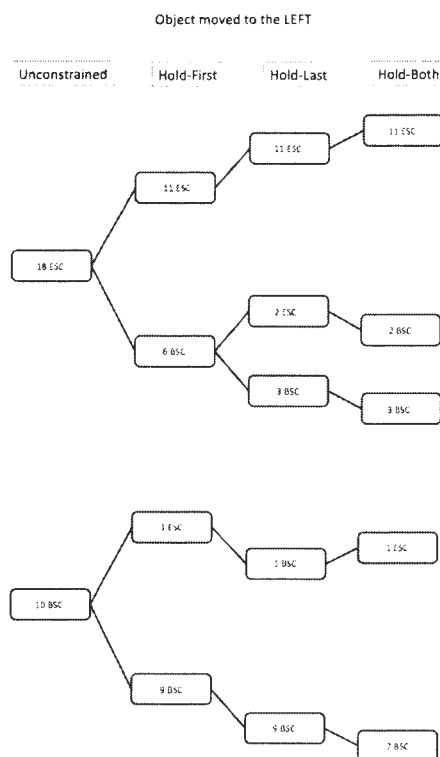 Object moved to the LEFT
Unconstrained Hold-First Hold-Last Hold-Both
11 ESC
11 ESC
11 ESC
18 ESC
2 ESC
2 BSC
6 BSC
3 BSC
3 BSC
1 ESC
1 ESC
1 BSC
10 BSC
9 BSC
9 BSC
7 BSC